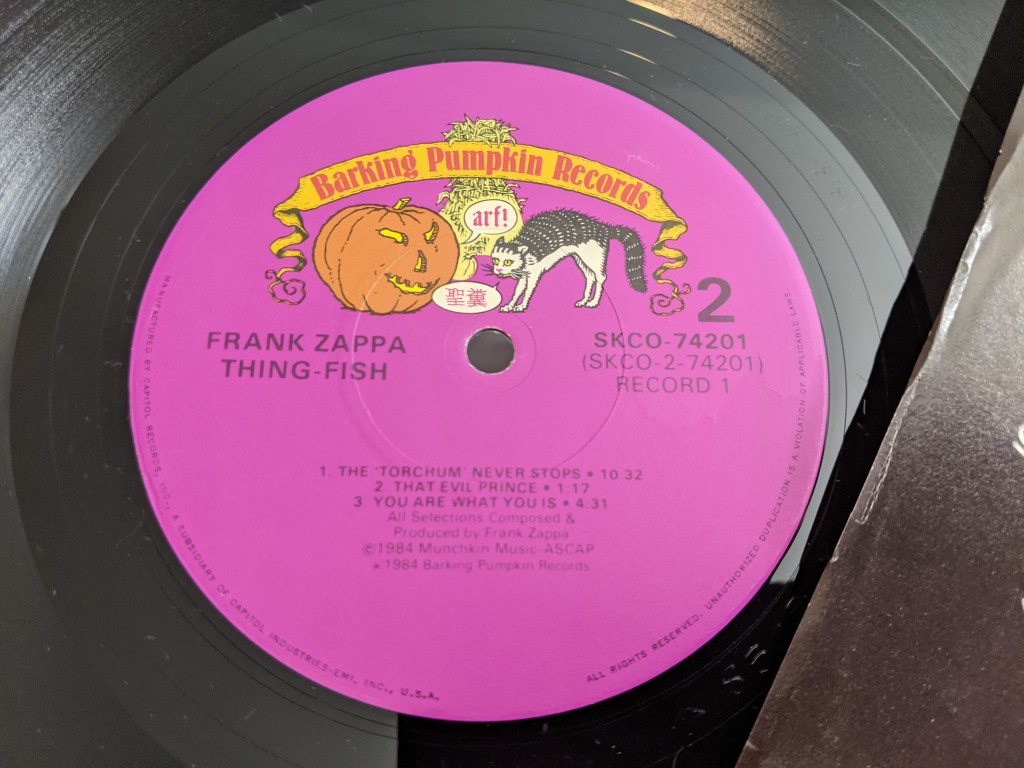 Barking Pumpkin Records
arf!
聖糞
2
FRANK ZAPPA
THING-FISH
SKCO-74201
(SKCO-2-74201)
RECORD 1
1. THE 'TORCHUM' NEVER STOPS • 10:32
2. THAT EVIL PRINCE • 1:17
3. YOU ARE WHAT YOU IS • 4:31
All Selections Composed &
Produced by Frank Zappa
©1984 Munchkin Music ASCAP
℗ 1984 Barking Pumpkin Records
MANUFACTURED BY CAPITOL RECORDS, INC., A SUBSIDIARY OF CAPITOL INDUSTRIES-EMI, INC., U.S.A.
ALL RIGHTS RESERVED. UNAUTHORIZED DUPLICATION IS A VIOLATION OF APPLICABLE LAWS.